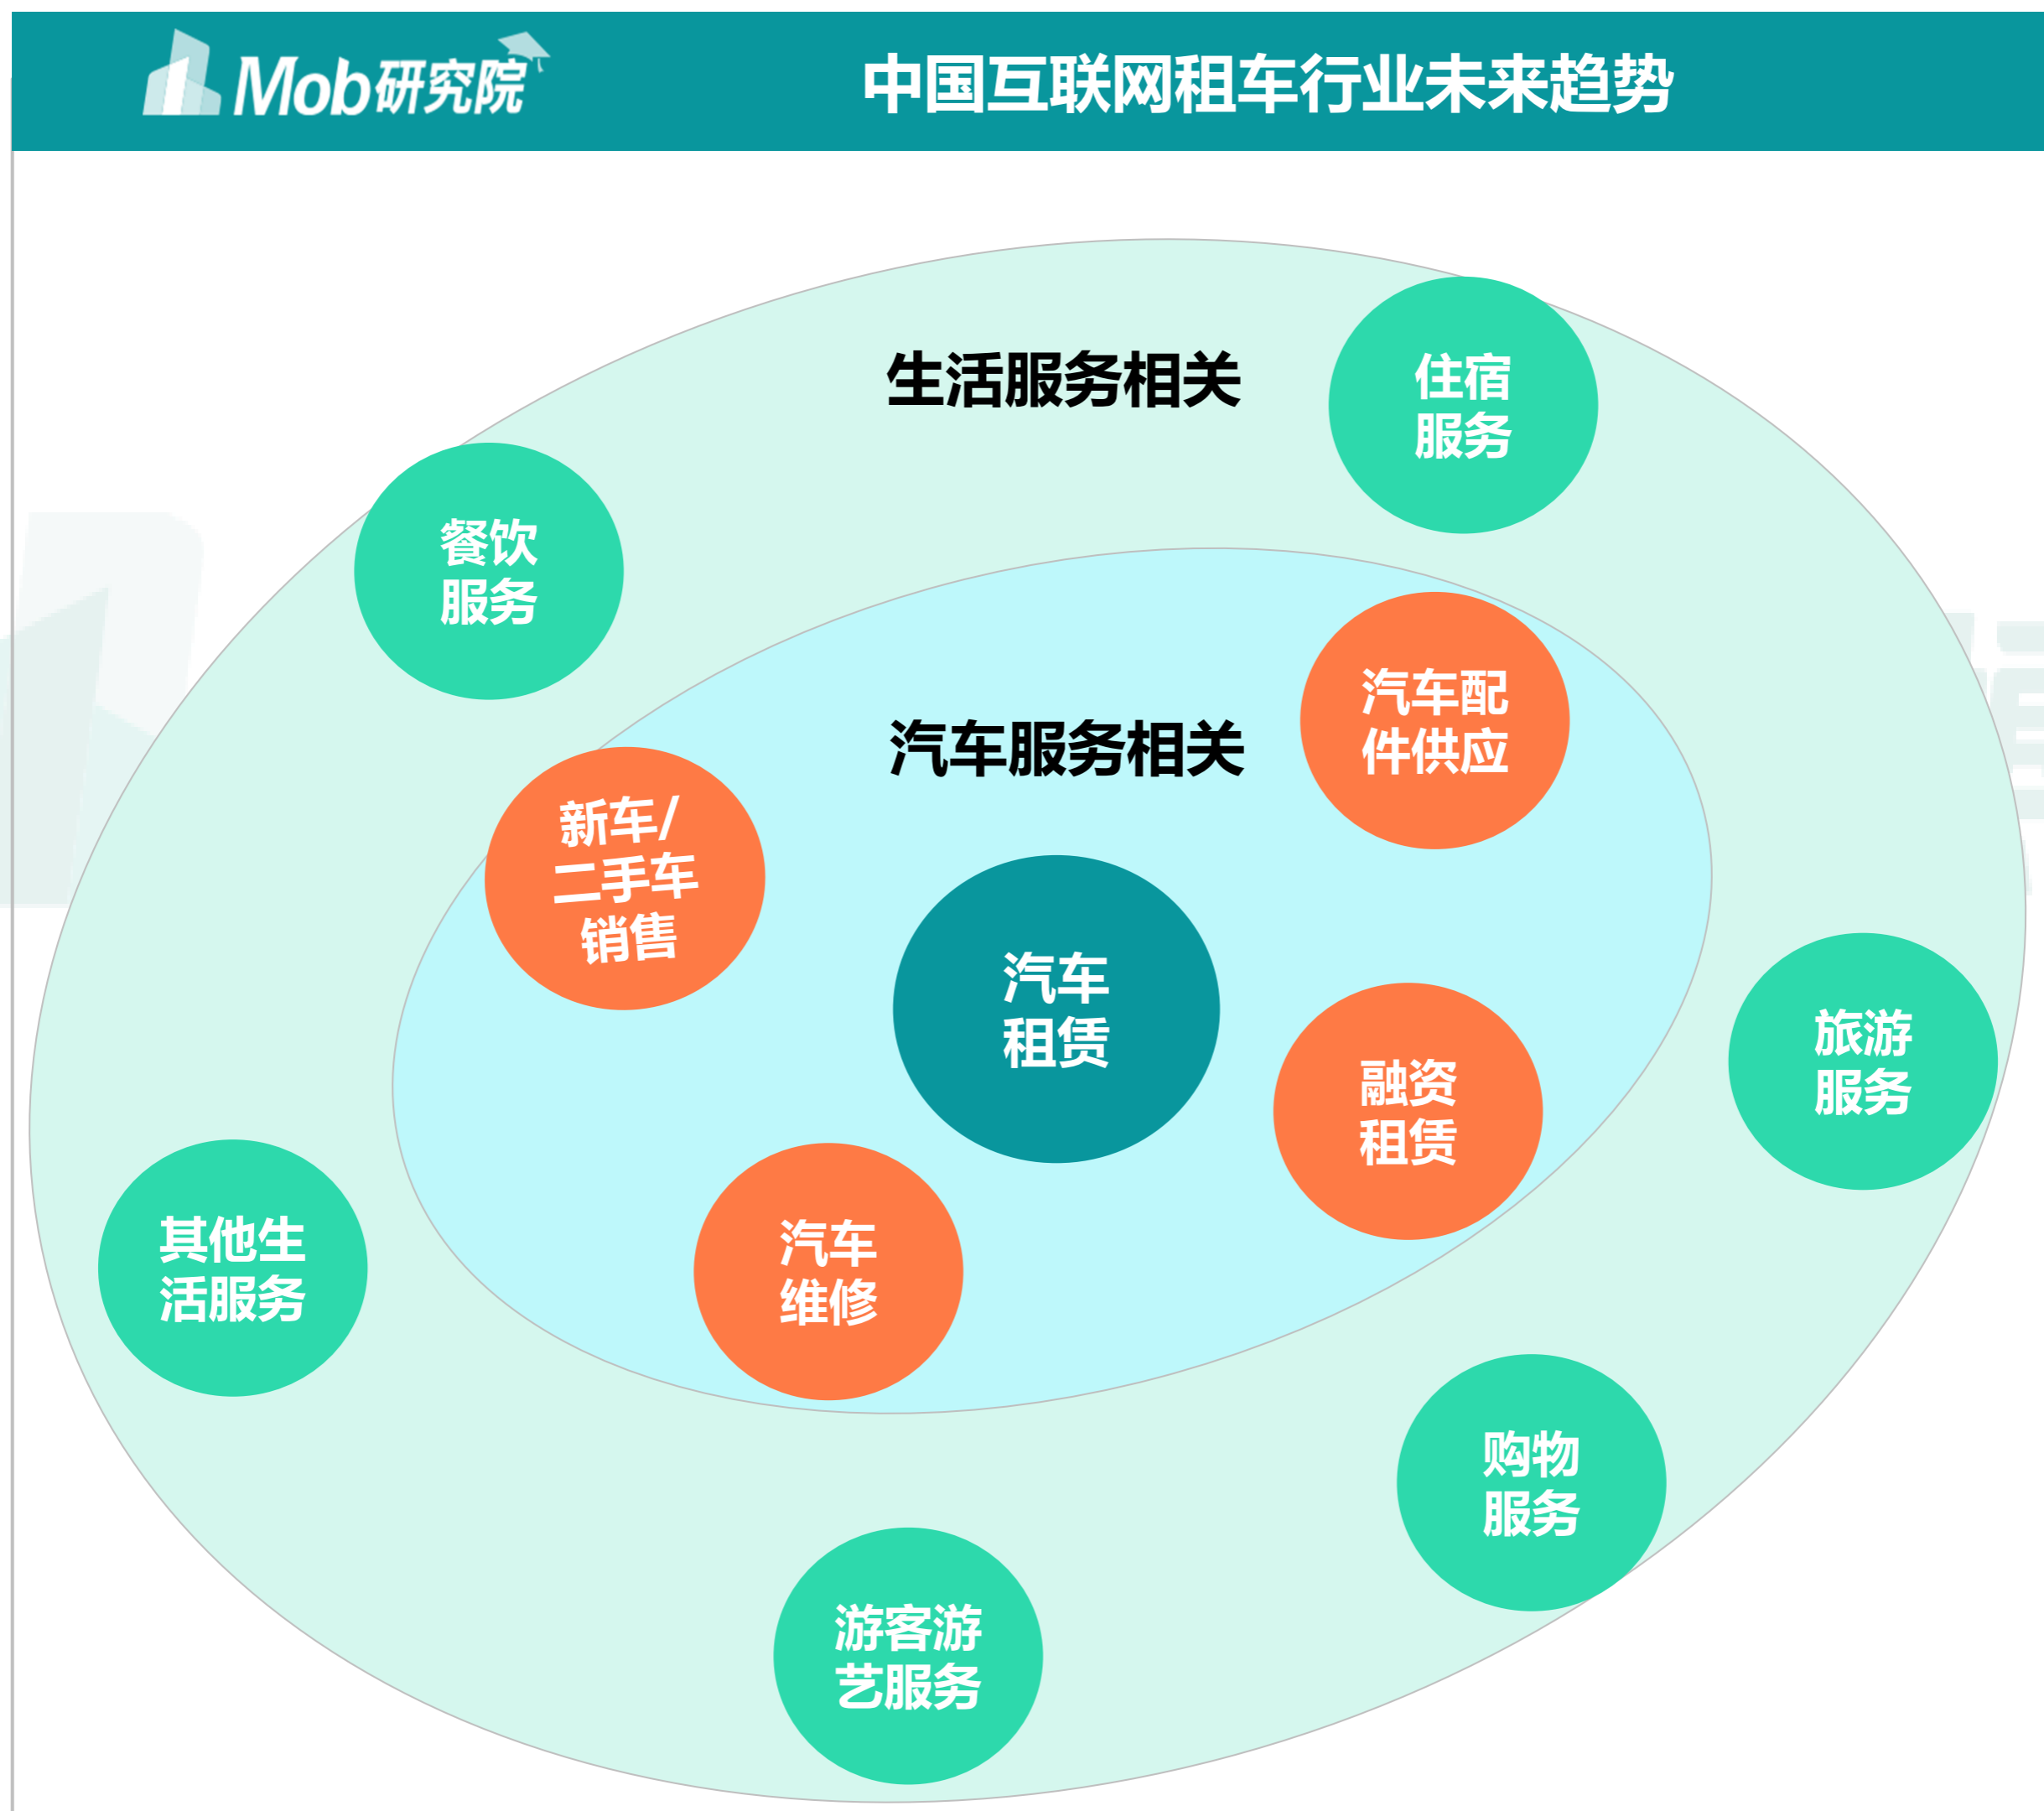 Mob研究院
中国互联网租车行业未来趋势
生活服务相关
住宿
服务
餐饮
服务
汽车服务相关
汽车配
件供应
新车/
二手车
销售
汽车
租赁
融资
租赁
旅游
服务
其他生
活服务
汽车
维修
购物
服务
游客游
艺服务